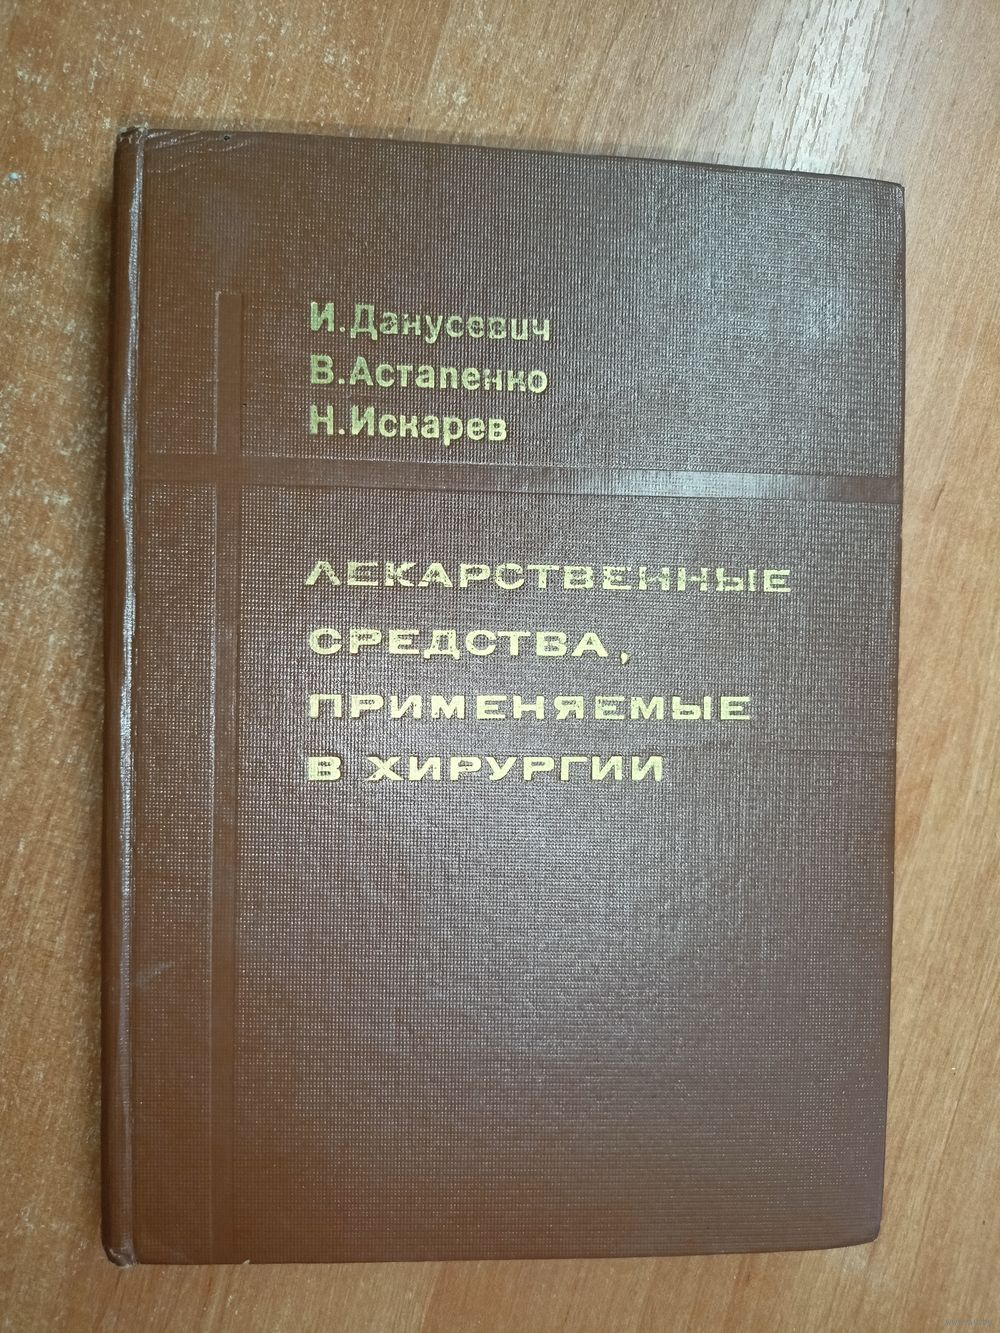 И.Данусевич
В.Астапенко
Н.Искарев
ЛЕКАРСТВЕННЫЕ
СРЕДСТВА,
ПРИМЕНЯЕМЫЕ
В ХИРУРГИИ